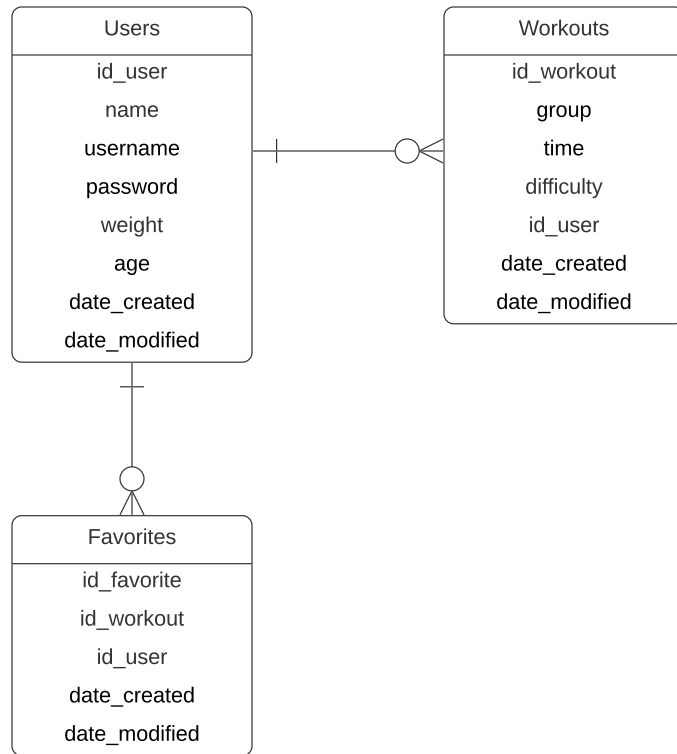 Users
id_user
name
username
password
weight
age
date_created
date_modified
Workouts
id_workout
group
time
difficulty
id_user
date_created
date_modified
Favorites
id_favorite
id_workout
id_user
date_created
date_modified